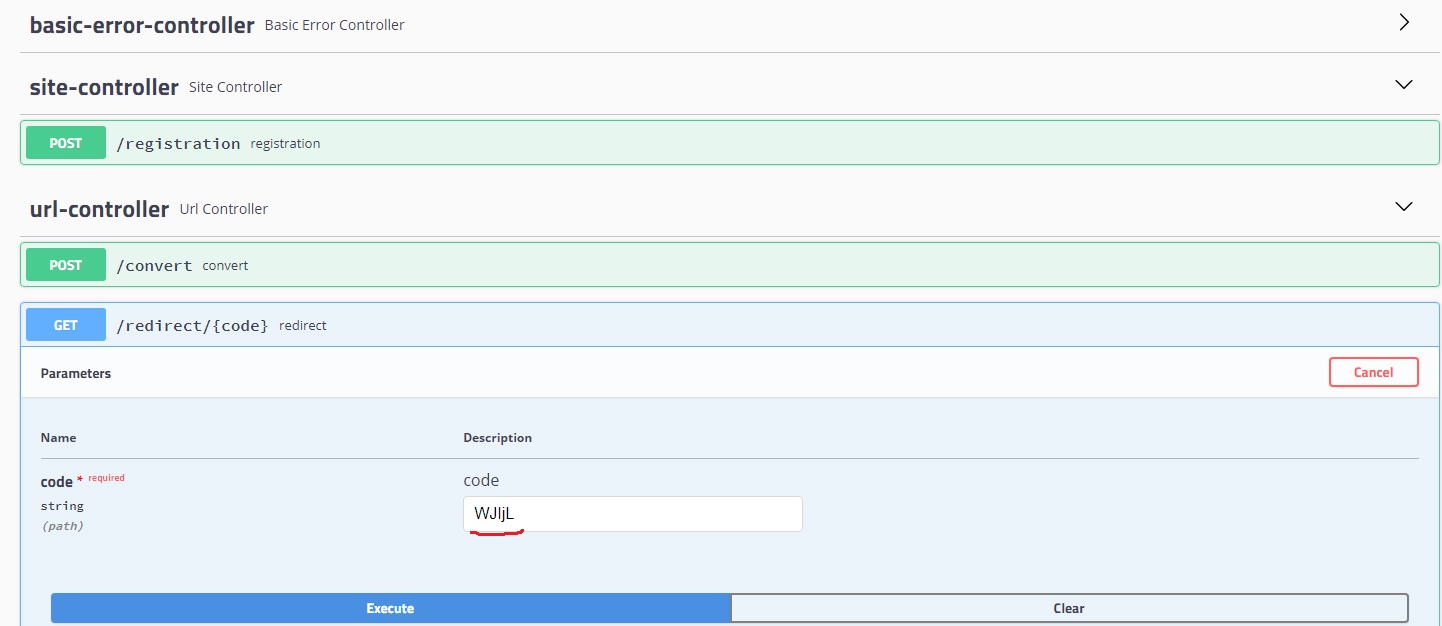 basic-error-controller Basic Error Controller
site-controller Site Controller
POST /registration registration
url-controller Url Controller
POST /convert convert
GET /redirect/{code} redirect
Parameters Cancel
Name Description
code * required code
string
WJIjL
(path)
Execute Clear